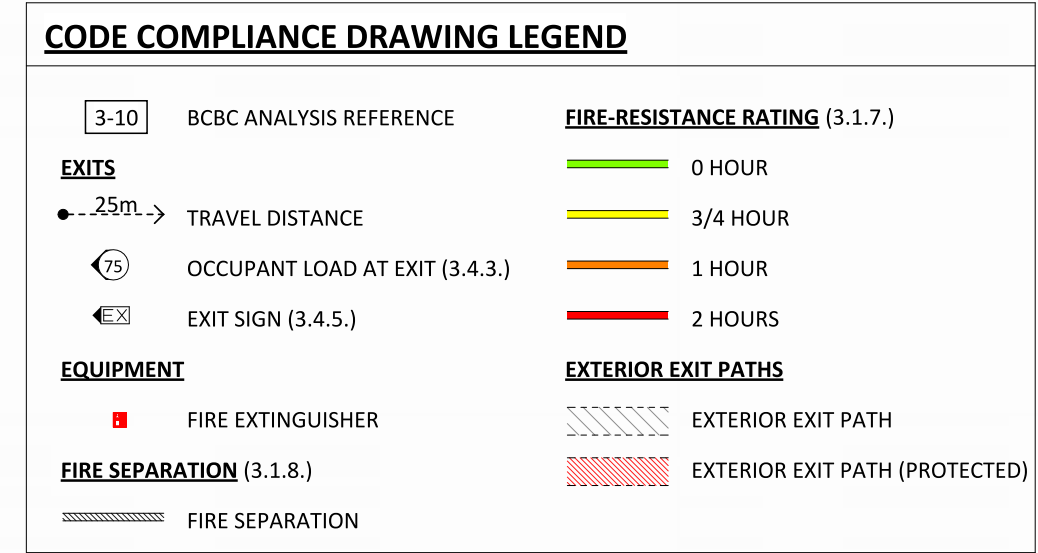 CODE COMPLIANCE DRAWING LEGEND
3-10 BCBC ANALYSIS REFERENCE
EXITS
25m TRAVEL DISTANCE
75 OCCUPANT LOAD AT EXIT (3.4.3.)
EX EXIT SIGN (3.4.5.)
EQUIPMENT
FIRE EXTINGUISHER
FIRE SEPARATION (3.1.8.)
FIRE SEPARATION
FIRE-RESISTANCE RATING (3.1.7.)
0 HOUR
3/4 HOUR
1 HOUR
2 HOURS
EXTERIOR EXIT PATHS
EXTERIOR EXIT PATH
EXTERIOR EXIT PATH (PROTECTED)